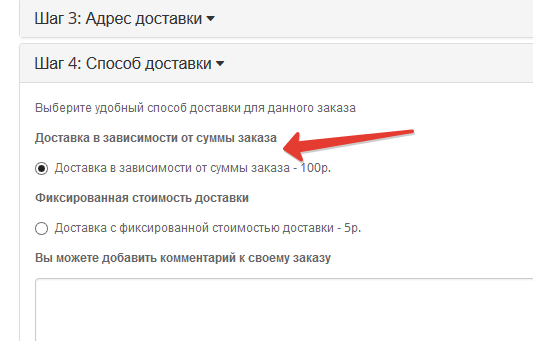 Шаг 3: Адрес доставки
Шаг 4: Способ доставки
Выберите удобный способ доставки для данного заказа
Доставка в зависимости от суммы заказа
Доставка в зависимости от суммы заказа - 100р.
Фиксированная стоимость доставки
Доставка с фиксированной стоимостью доставки - 5р.
Вы можете добавить комментарий к своему заказу